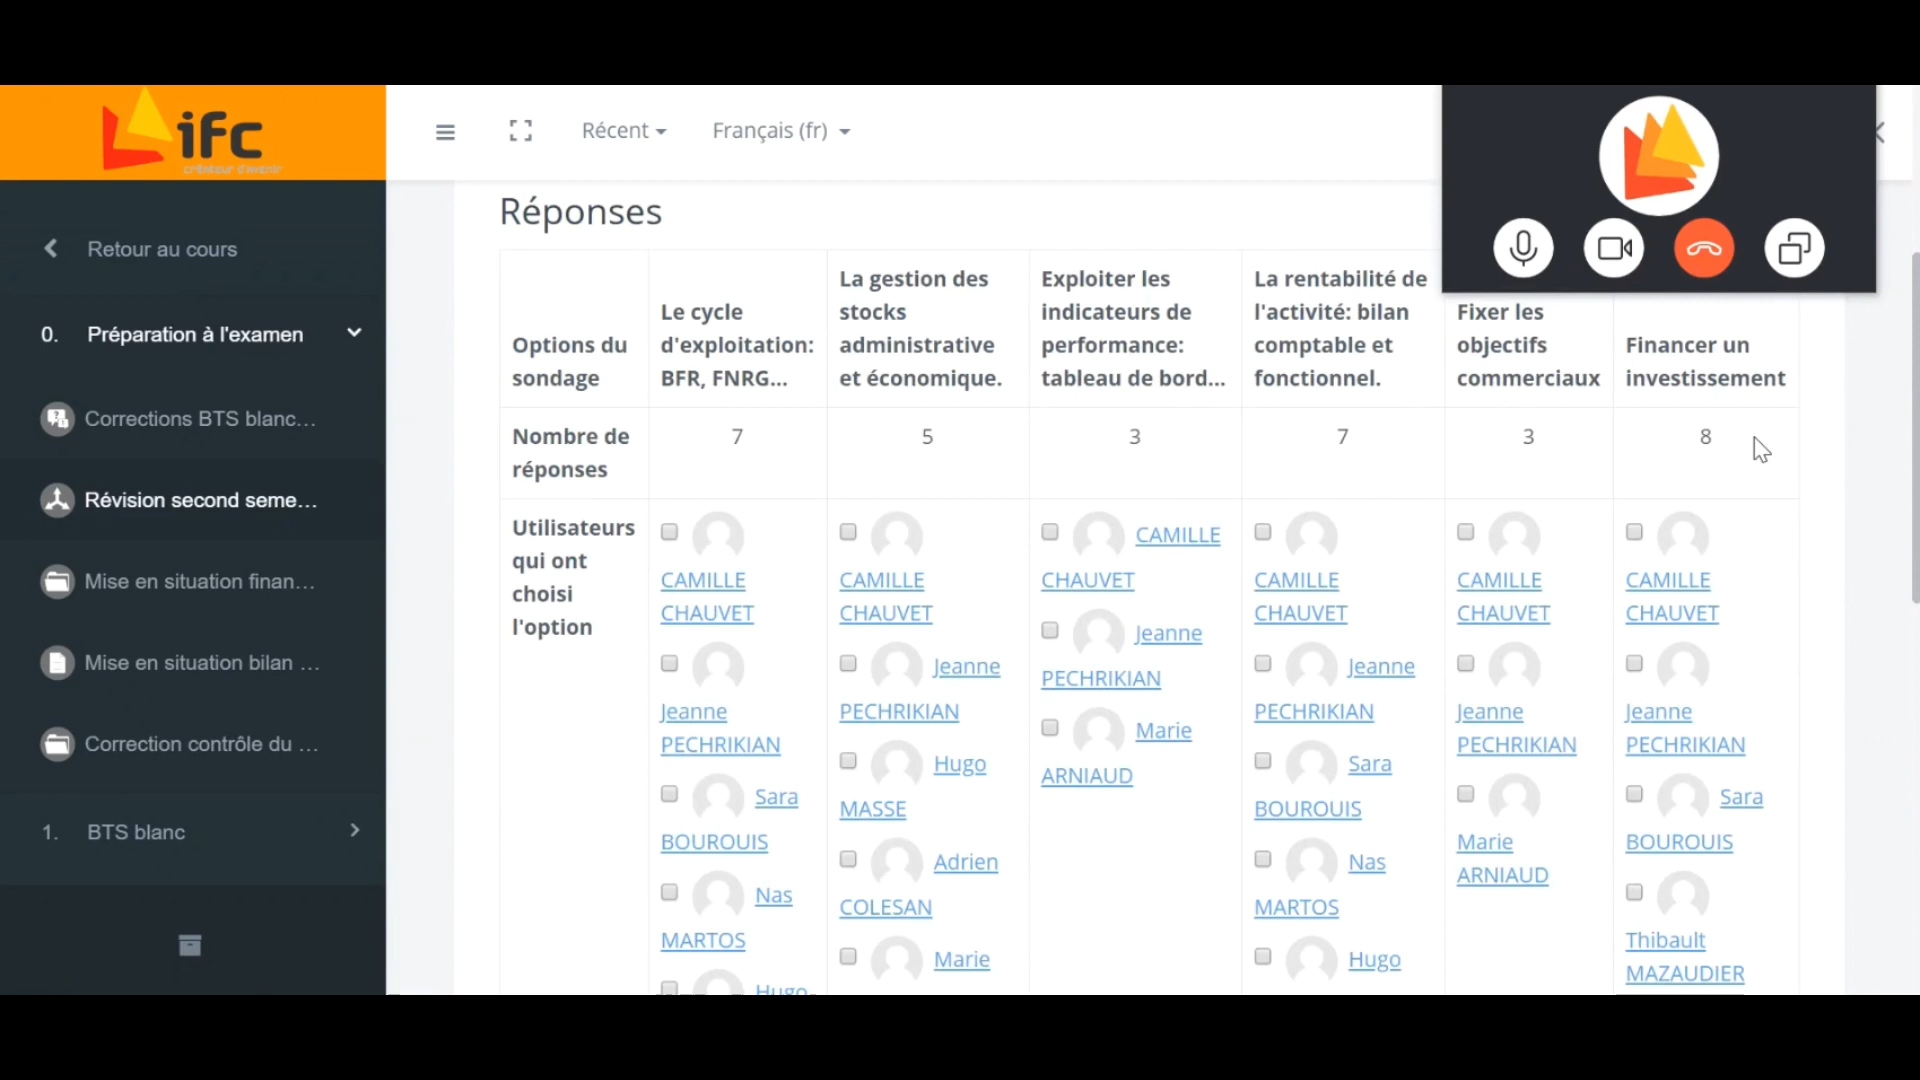 ifc
créateur d'avenir
Récent
Français (fr)
Retour au cours
0. Préparation à l'examen
Corrections BTS blanc...
Révision second seme...
Mise en situation finan...
Mise en situation bilan ...
Correction contrôle du ...
1. BTS blanc
Réponses
Options du
sondage
Le cycle
d'exploitation:
BFR, FNRG...
La gestion des
stocks
administrative
et économique.
Exploiter les
indicateurs de
performance:
tableau de bord...
La rentabilité de
l'activité: bilan
comptable et
fonctionnel.
Fixer les
objectifs
commerciaux
Financer un
investissement
Nombre de
réponses
7
5
3
7
3
8
Utilisateurs
qui ont
choisi
l'option
CAMILLE
CHAUVET
Jeanne
PECHRIKIAN
Sara
BOUROUIS
Nas
MARTOS
Hugo
CAMILLE
CHAUVET
Jeanne
PECHRIKIAN
Hugo
MASSE
Adrien
COLESAN
Marie
CAMILLE
CHAUVET
Jeanne
PECHRIKIAN
Marie
ARNIAUD
CAMILLE
CHAUVET
Jeanne
PECHRIKIAN
Sara
BOUROUIS
Nas
MARTOS
Hugo
CAMILLE
CHAUVET
Jeanne
PECHRIKIAN
Marie
ARNIAUD
CAMILLE
CHAUVET
Jeanne
PECHRIKIAN
Sara
BOUROUIS
Thibault
MAZAUDIER